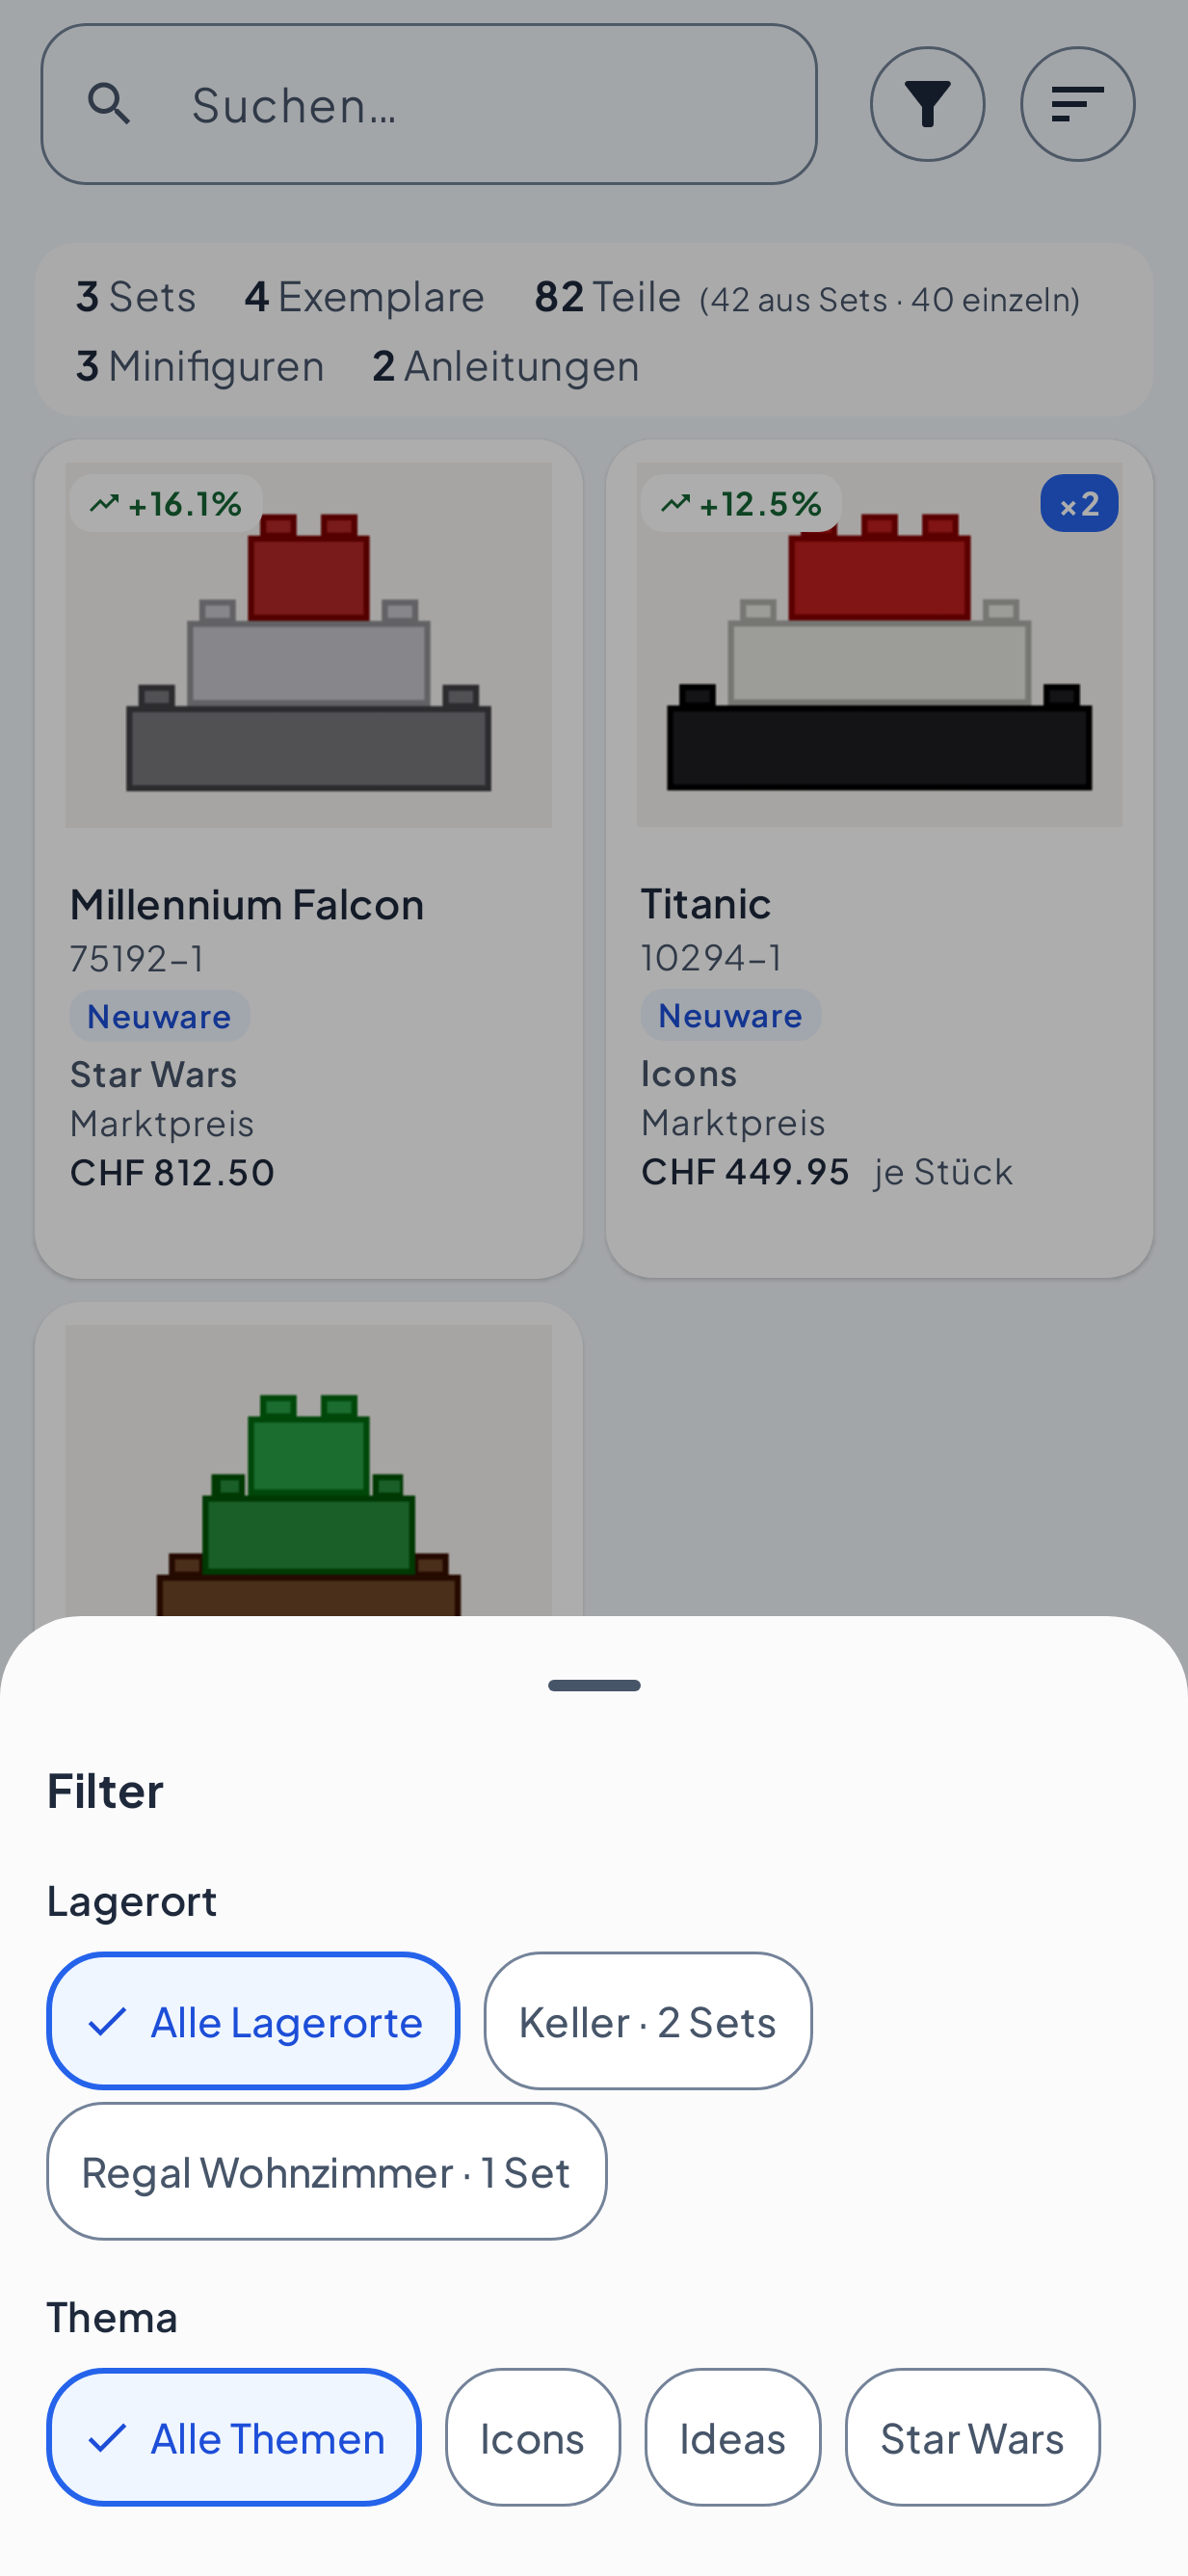 Suchen…
3 Sets 4 Exemplare 82 Teile (42 aus Sets · 40 einzeln)
3 Minifiguren 2 Anleitungen
+16.1%
Millennium Falcon
75192-1
Neuware
Star Wars
Marktpreis
CHF 812.50
+12.5% ×2
Titanic
10294-1
Neuware
Icons
Marktpreis
CHF 449.95 je Stück
Filter
Lagerort
Alle Lagerorte Keller · 2 Sets
Regal Wohnzimmer · 1 Set
Thema
Alle Themen Icons Ideas Star Wars